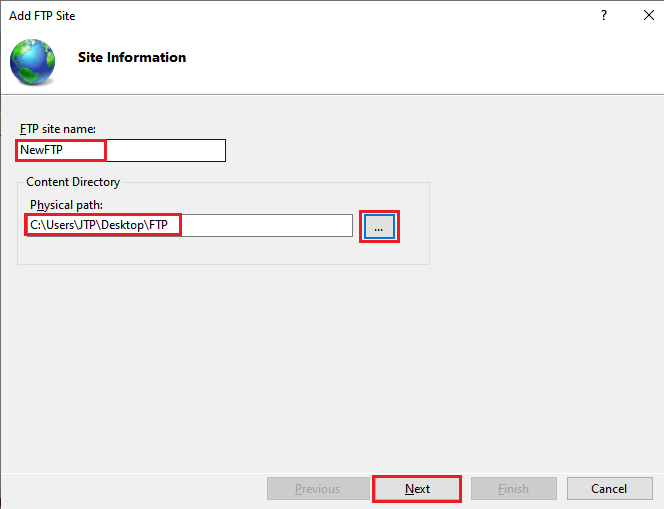 Add FTP Site
?
Site Information
FTP site name:
NewFTP
Content Directory
Physical path:
C:\Users\JTP\Desktop\FTP
...
Previous Next Finish Cancel